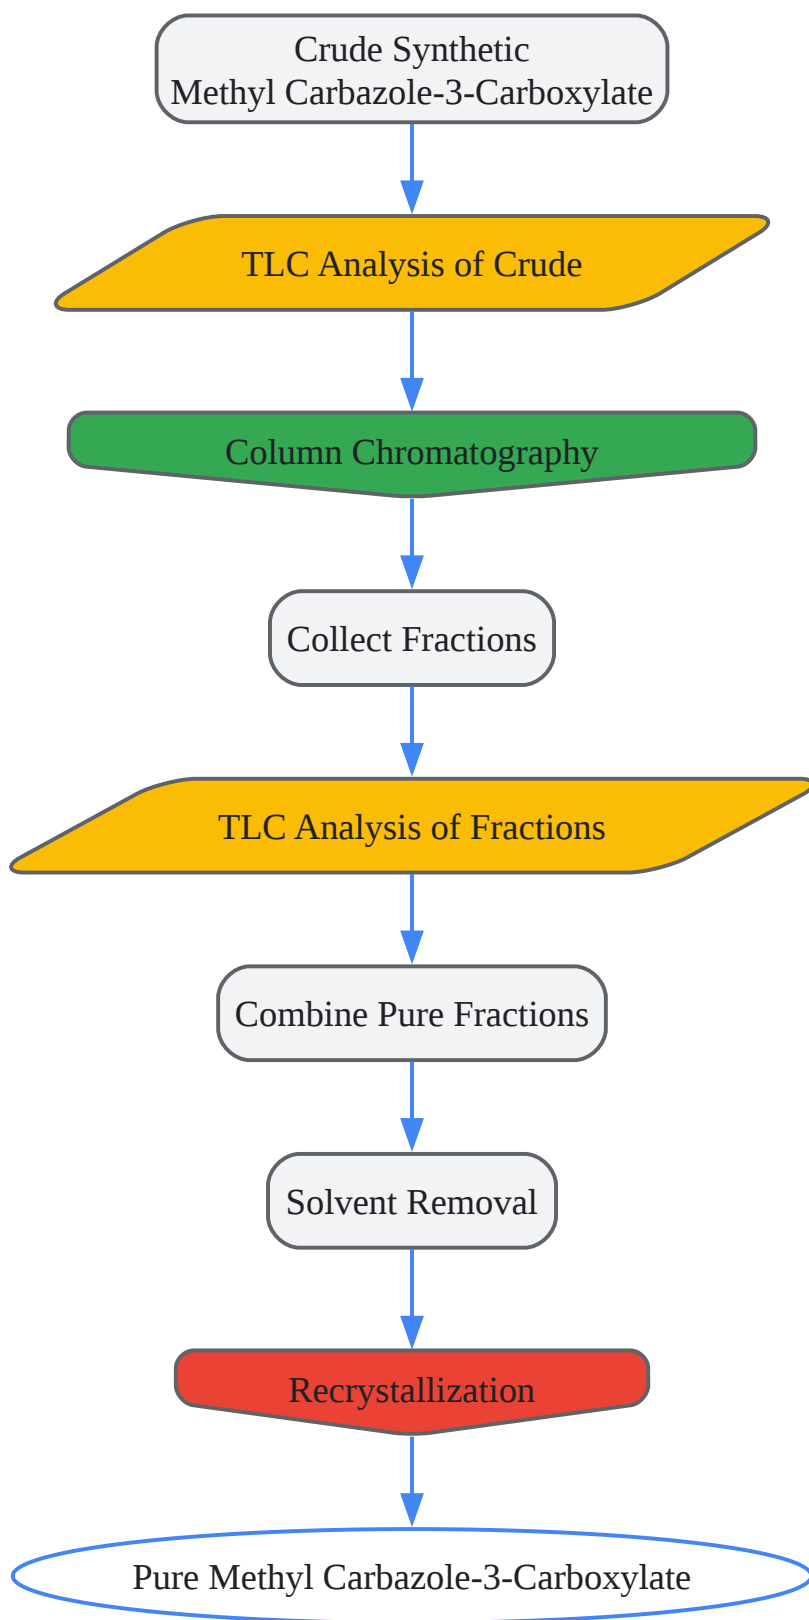 Crude Synthetic
Methyl Carbazole-3-Carboxylate
TLC Analysis of Crude
Column Chromatography
Collect Fractions
TLC Analysis of Fractions
Combine Pure Fractions
Solvent Removal
Recrystallization
Pure Methyl Carbazole-3-Carboxylate